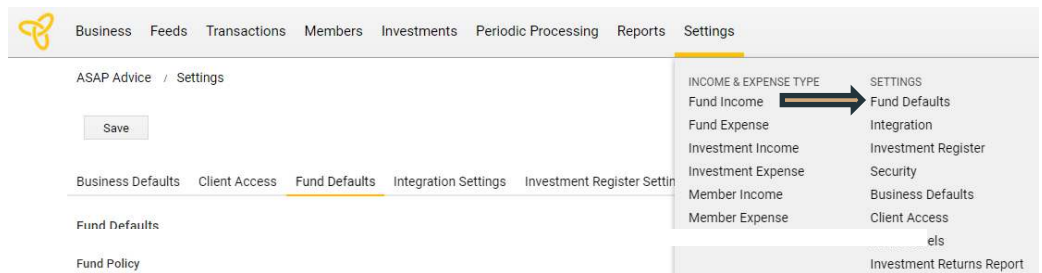 Business Feeds Transactions Members Investments Periodic Processing Reports Settings
ASAP Advice / Settings
Save
Business Defaults Client Access Fund Defaults Integration Settings Investment Register Settin
Fund Defaults
Fund Policy
INCOME & EXPENSE TYPE
Fund Income
Fund Expense
Investment Income
Investment Expense
Member Income
Member Expense
SETTINGS
Fund Defaults
Integration
Investment Register
Security
Business Defaults
Client Access
els
Investment Returns Report